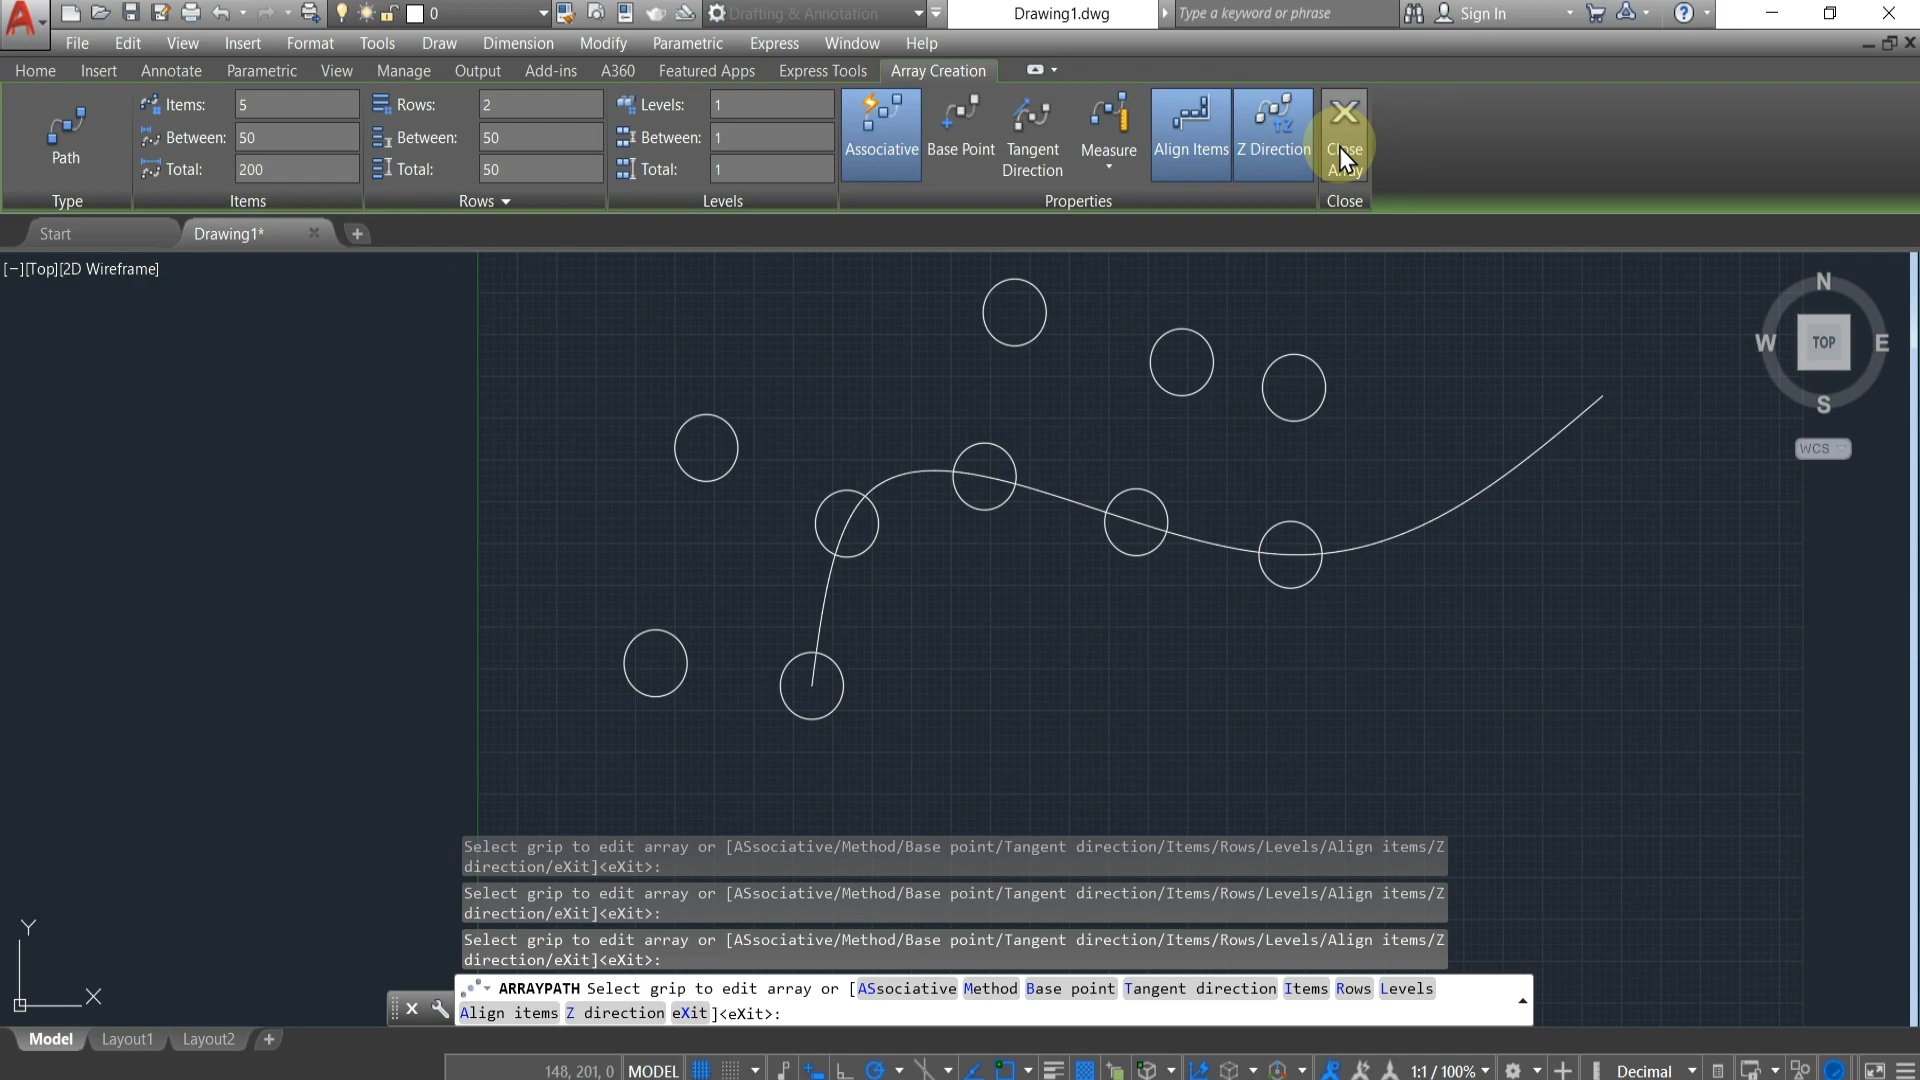 0
Drafting & Annotation
Drawing1.dwg
Type a keyword or phrase
Sign In
File Edit View Insert Format Tools Draw Dimension Modify Parametric Express Window Help
Home Insert Annotate Parametric View Manage Output Add-ins A360 Featured Apps Express Tools Array Creation
Items: 5 Rows: 2 Levels: 1
Between: 50 Between: 50 Between: 1
Total: 200 Total: 50 Total: 1
Path
Associative Base Point Tangent Direction Measure Align Items Z Direction Close Array
Type Items Rows Levels Properties Close
Start Drawing1*
[−][Top][2D Wireframe]
N
W TOP E
S
WCS
Select grip to edit array or [ASsociative/Method/Base point/Tangent direction/Items/Rows/Levels/Align items/Z
direction/eXit]<eXit>:
Select grip to edit array or [ASsociative/Method/Base point/Tangent direction/Items/Rows/Levels/Align items/Z
direction/eXit]<eXit>:
Select grip to edit array or [ASsociative/Method/Base point/Tangent direction/Items/Rows/Levels/Align items/Z
direction/eXit]<eXit>:
Y
X
ARRAYPATH Select grip to edit array or [ASsociative Method Base point Tangent direction Items Rows Levels
Align items Z direction eXit]<eXit>:
Model Layout1 Layout2
148, 201, 0 MODEL 1:1 / 100% Decimal